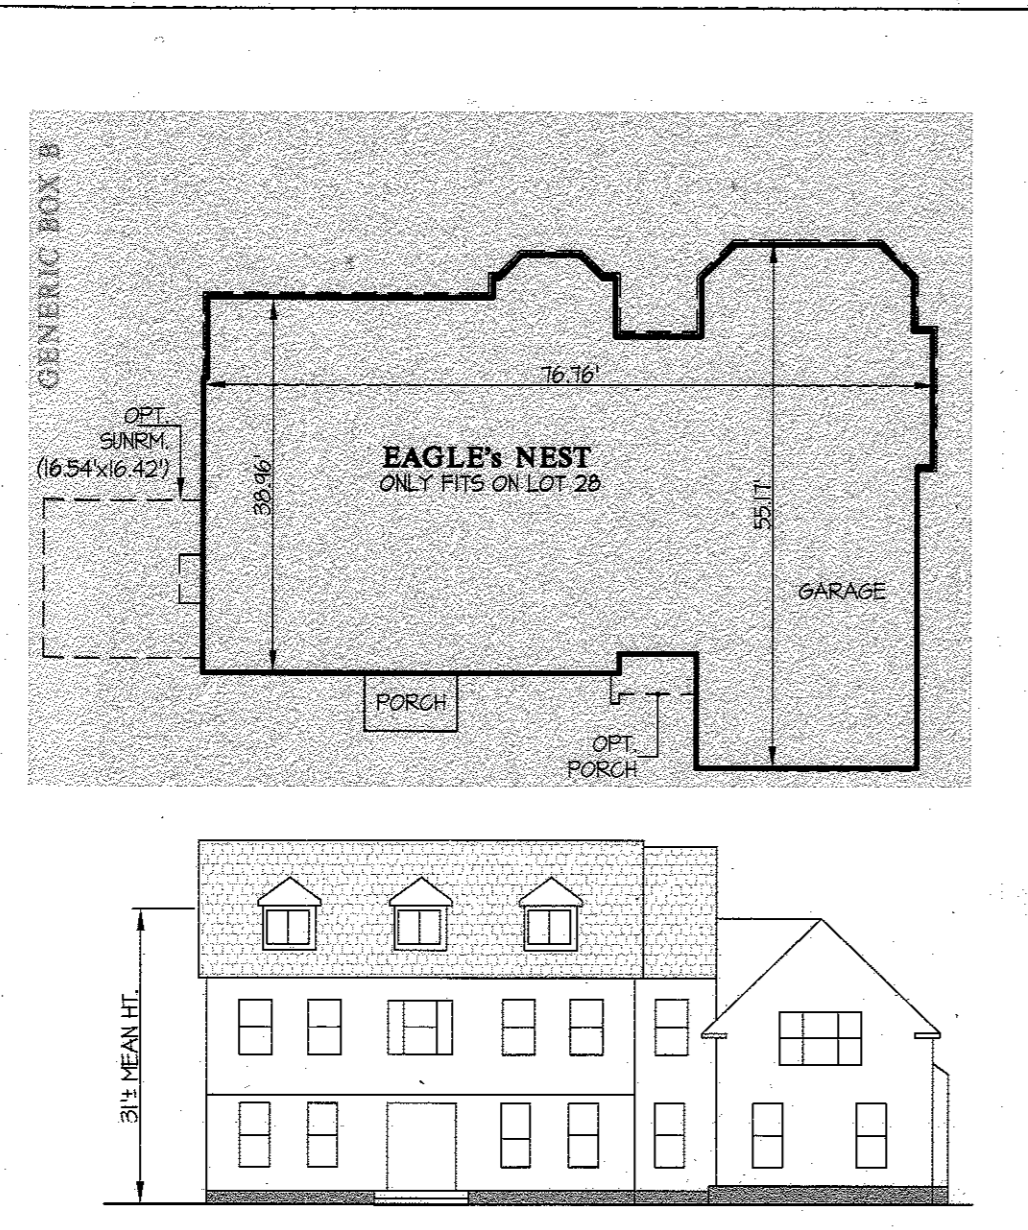 GENERIC BOX B
76.76'
OPT.
SUNRM.
(16.54'x16.42')
38.96'
EAGLE's NEST
ONLY FITS ON LOT 28
55.17'
GARAGE
PORCH
OPT.
PORCH
31'± MEAN HT.